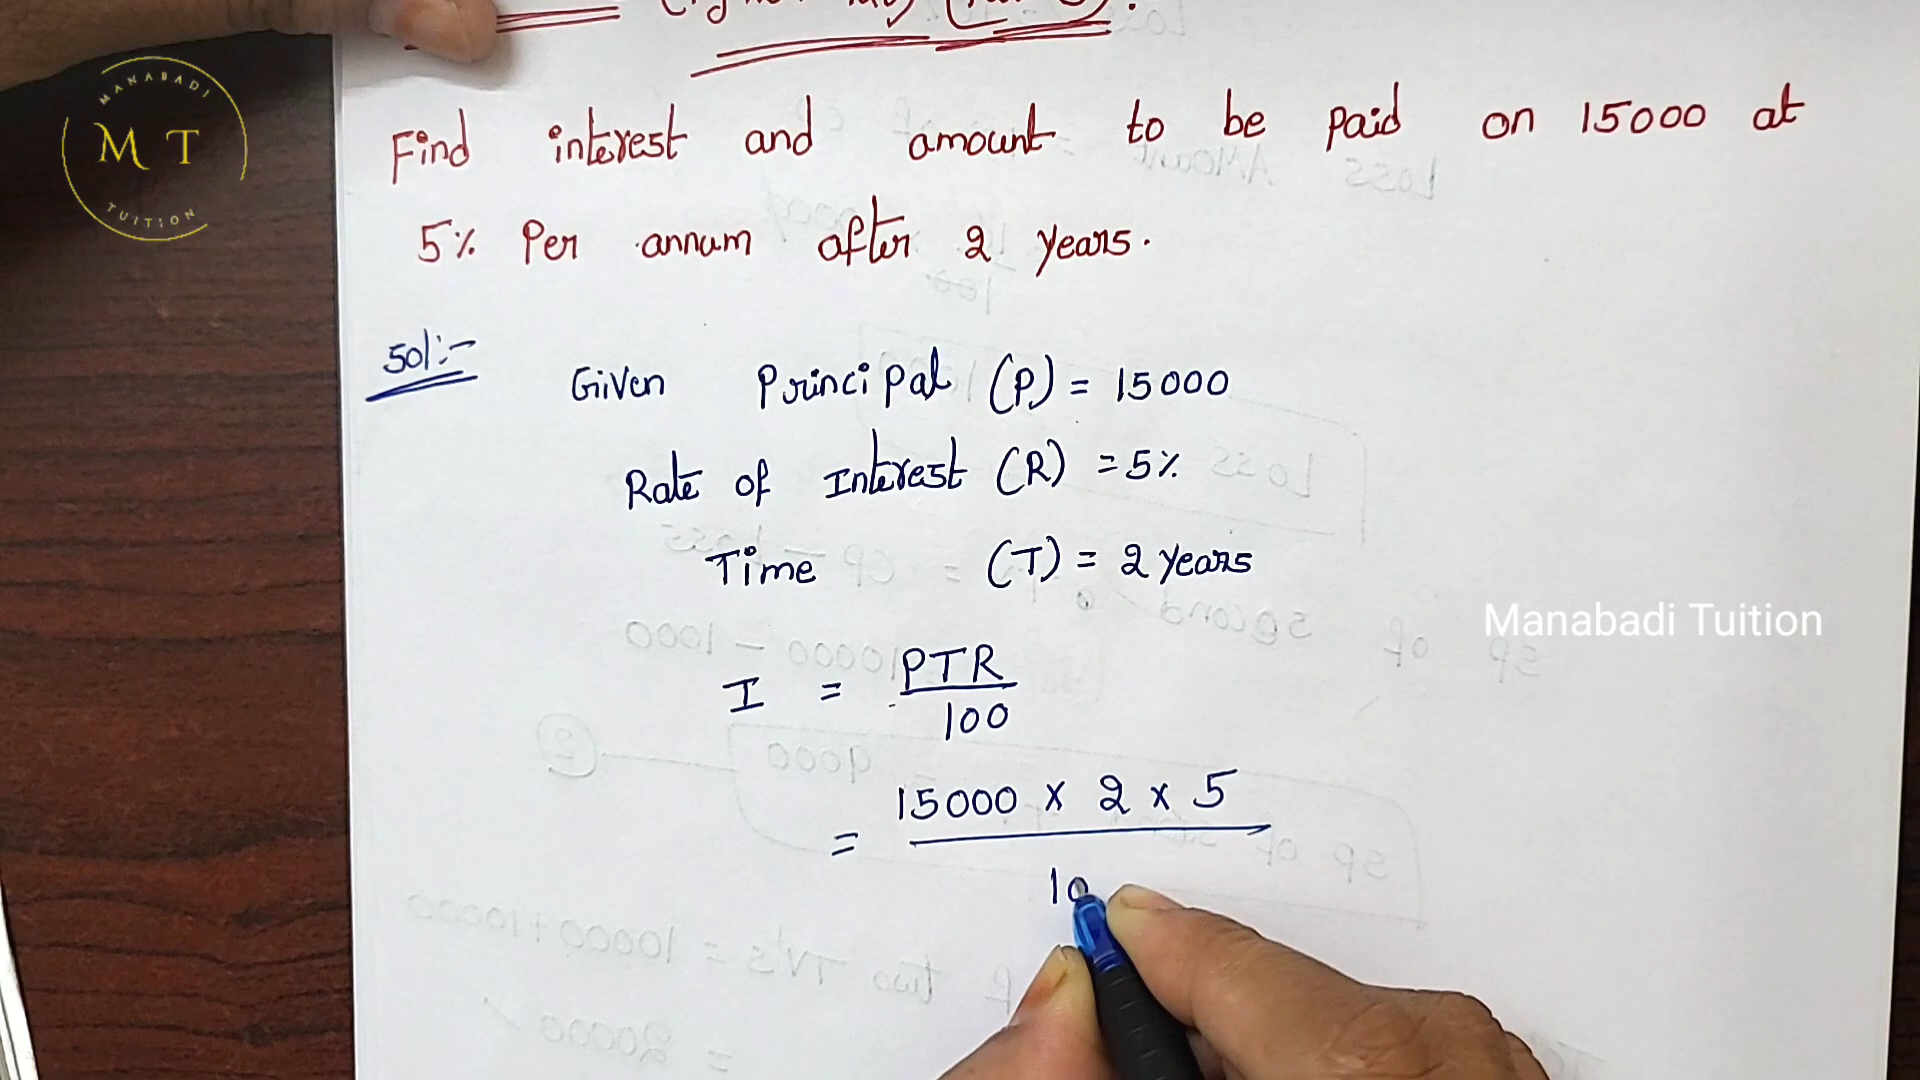 Find interest and amount to be paid on 15000 at
5% Per annum after 2 years.
Sol:-
Given Principal (P) = 15000
Rate of Interest (R) = 5%
Time (T) = 2 years
I = PTR
100
= 15000 x 2 x 5
10
MANABADI
MT
TUITION
Manabadi Tuition